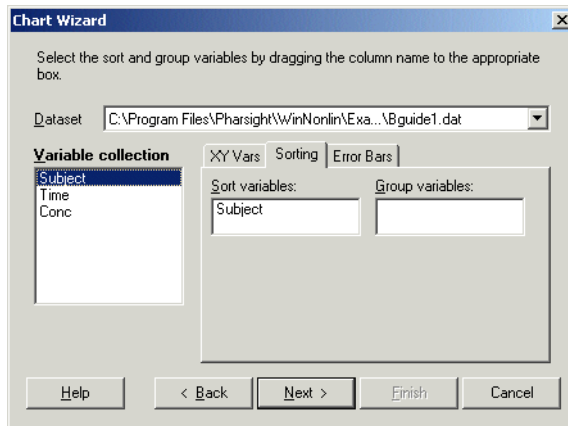 Chart Wizard
Select the sort and group variables by dragging the column name to the appropriate
box.
Dataset C:\Program Files\Pharsight\WinNonlin\Exa...\Bguide1.dat
Variable collection
Subject
Time
Conc
XY Vars Sorting Error Bars
Sort variables: Group variables:
Subject
Help < Back Next > Finish Cancel